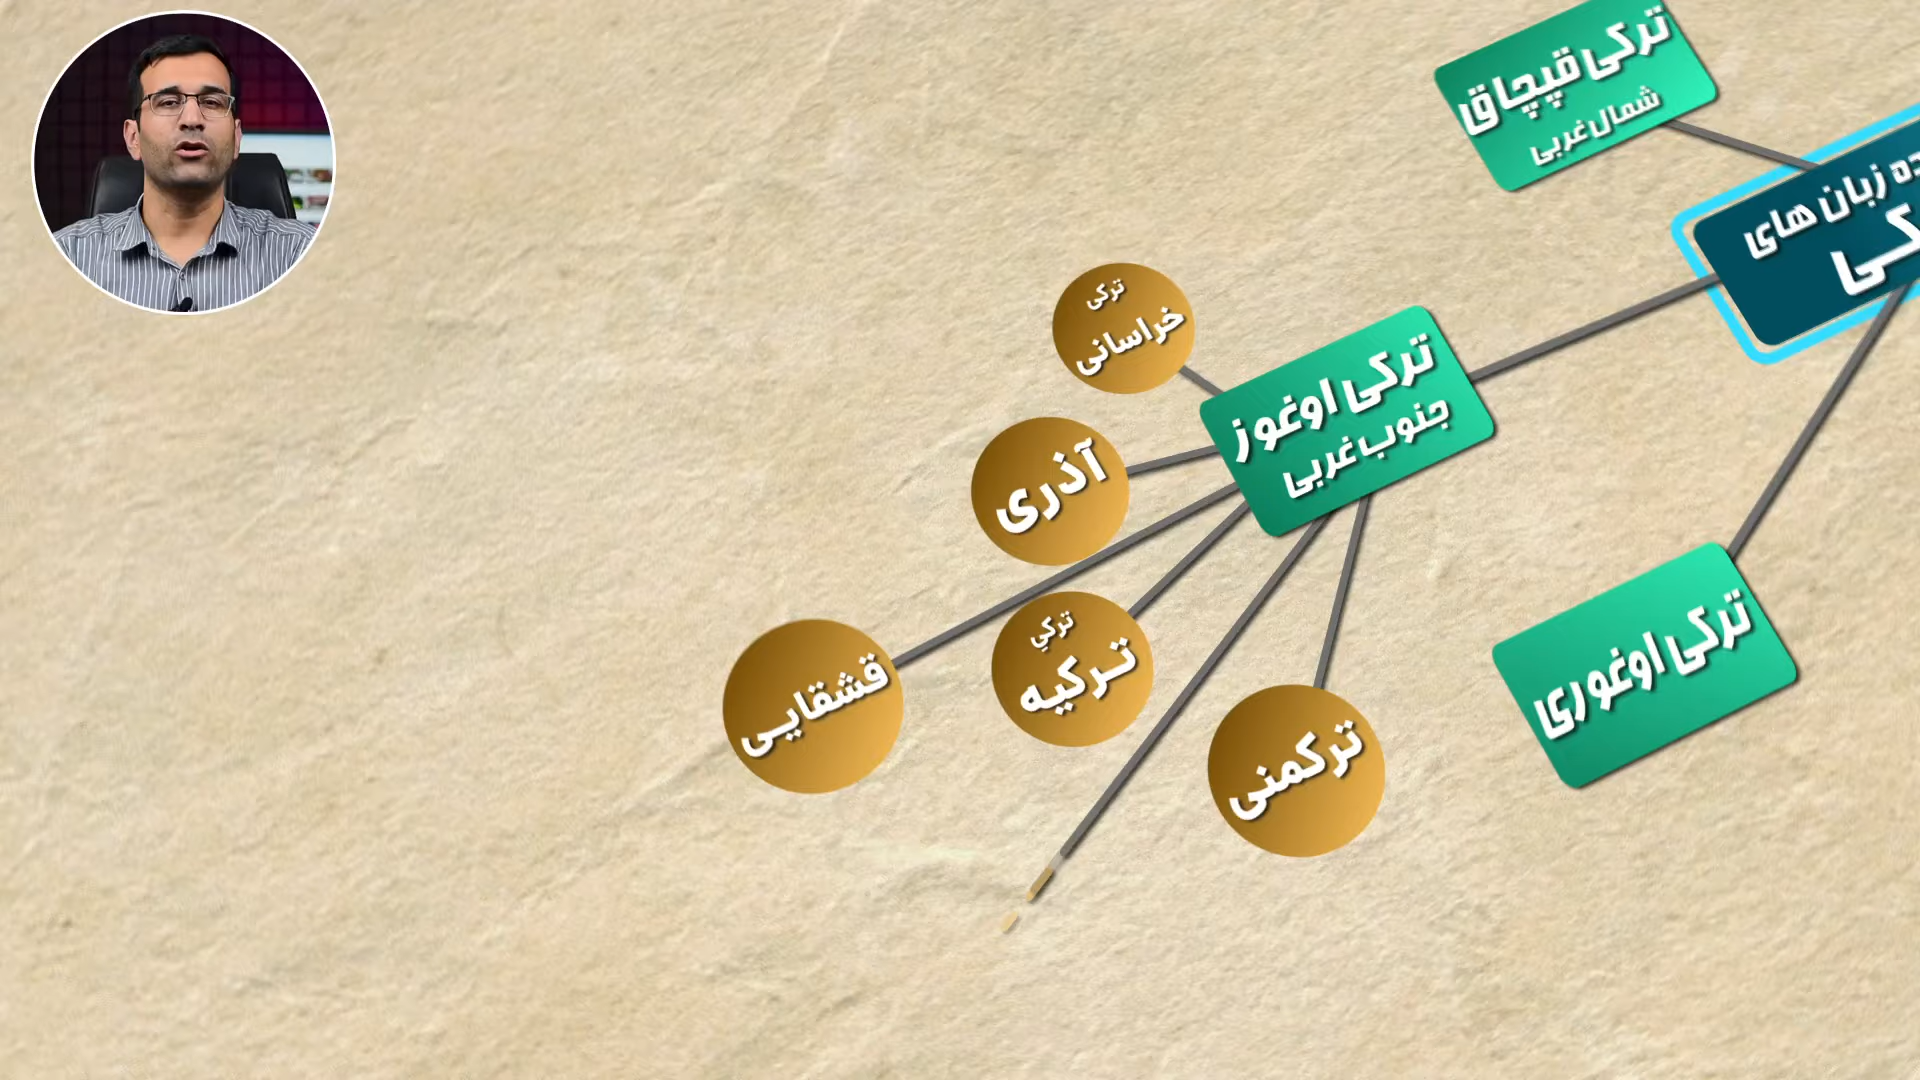 ترکی قپچاق
شمال غربی
زبان های
ترکی اوغوز
جنوب غربی
ترکی
خراسانی
آذری
قشقایی
ترکیِ
ترکیه
ترکمنی
ترکی اوغوری